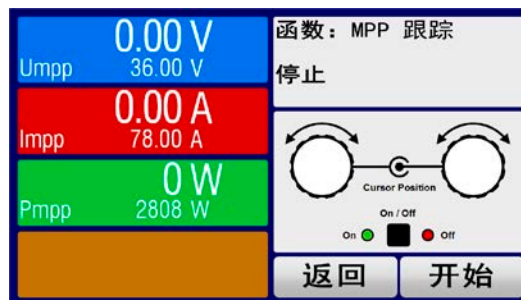 0.00 V
Umpp 36.00 V
0.00 A
Impp 78.00 A
0 W
Pmpp 2808 W
函数：MPP 跟踪
停止
Cursor Position
On / Off
On Off
返回 开始